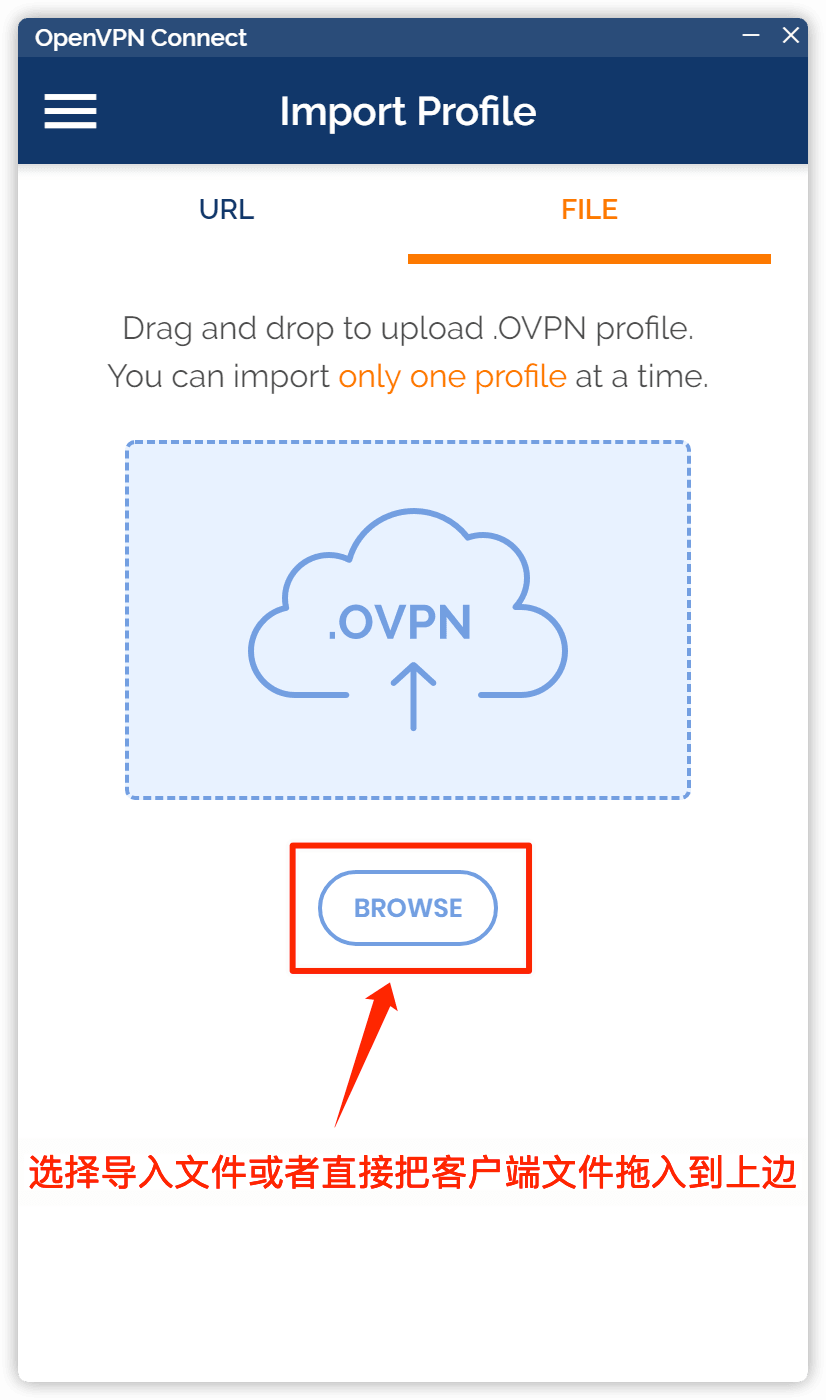 OpenVPN Connect
Import Profile
URL
FILE
Drag and drop to upload .OVPN profile.
You can import only one profile at a time.
.OVPN
BROWSE
选择导入文件或者直接把客户端文件拖入到上边